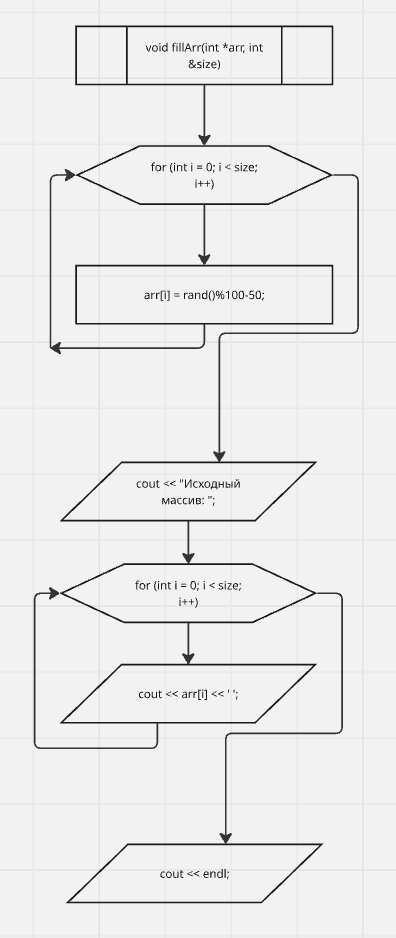 void fillArr(int *arr, int
&size)
for (int i = 0; i < size;
i++)
arr[i] = rand()%100-50;
cout << "Исходный
массив: ";
for (int i = 0; i < size;
i++)
cout << arr[i] << ' ';
cout << endl;